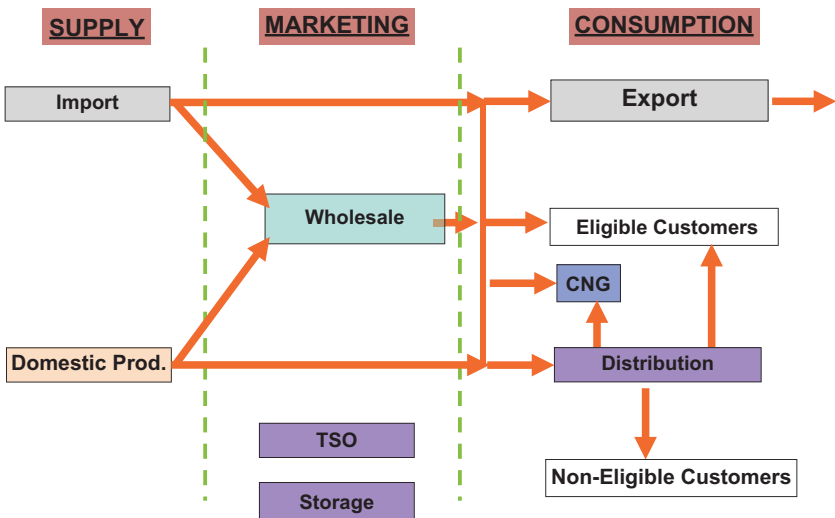 SUPPLY
MARKETING
CONSUMPTION
Import
Export
Wholesale
Eligible Customers
CNG
Domestic Prod.
Distribution
TSO
Non-Eligible Customers
Storage